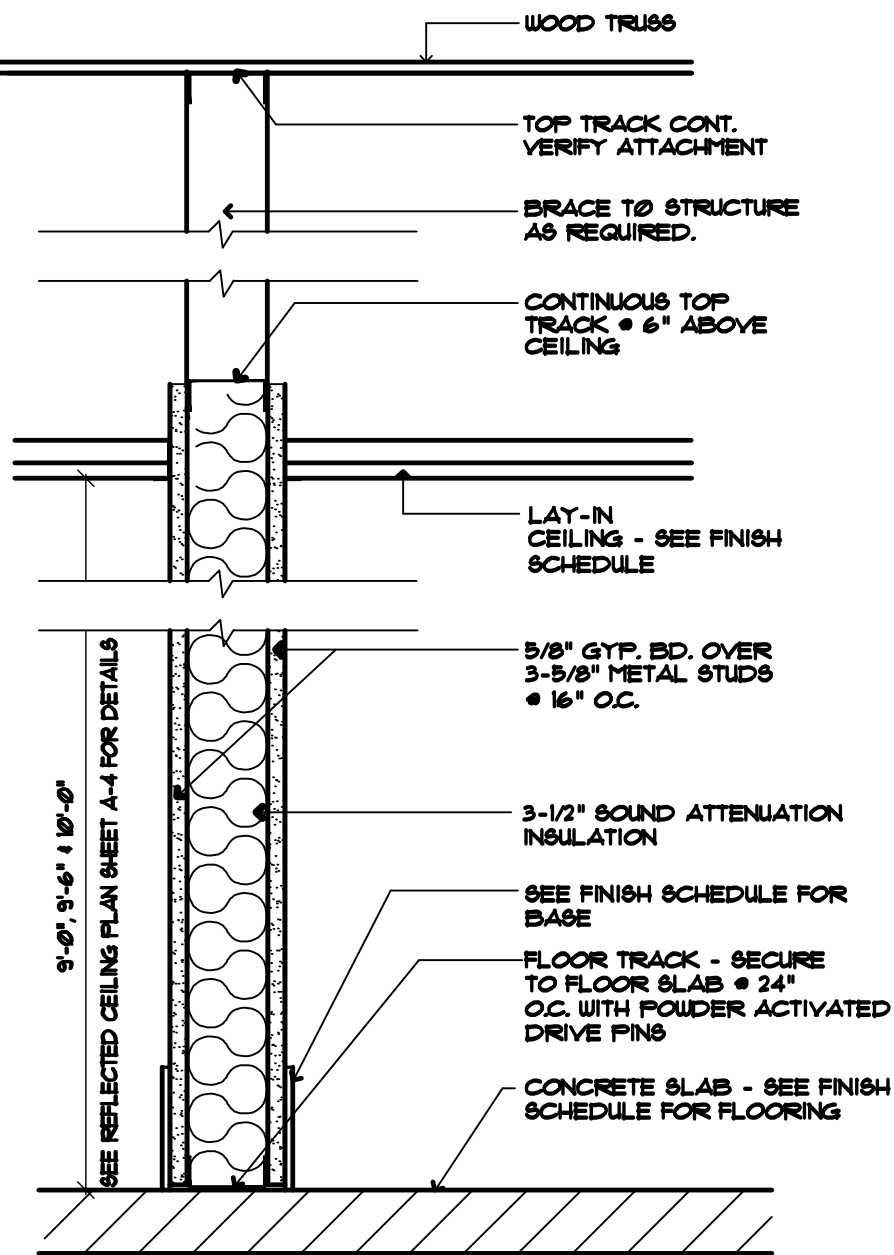 WOOD TRUSS
TOP TRACK CONT.
VERIFY ATTACHMENT
BRACE TO STRUCTURE
AS REQUIRED.
CONTINUOUS TOP
TRACK @ 6" ABOVE
CEILING
LAY-IN
CEILING - SEE FINISH
SCHEDULE
5/8" GYP. BD. OVER
3-5/8" METAL STUDS
@ 16" O.C.
3-1/2" SOUND ATTENUATION
INSULATION
SEE FINISH SCHEDULE FOR
BASE
FLOOR TRACK - SECURE
TO FLOOR SLAB @ 24"
O.C. WITH POWDER ACTIVATED
DRIVE PINS
CONCRETE SLAB - SEE FINISH
SCHEDULE FOR FLOORING
9'-0", 9'-6" & 10'-0"
SEE REFLECTED CEILING PLAN SHEET A-4 FOR DETAILS